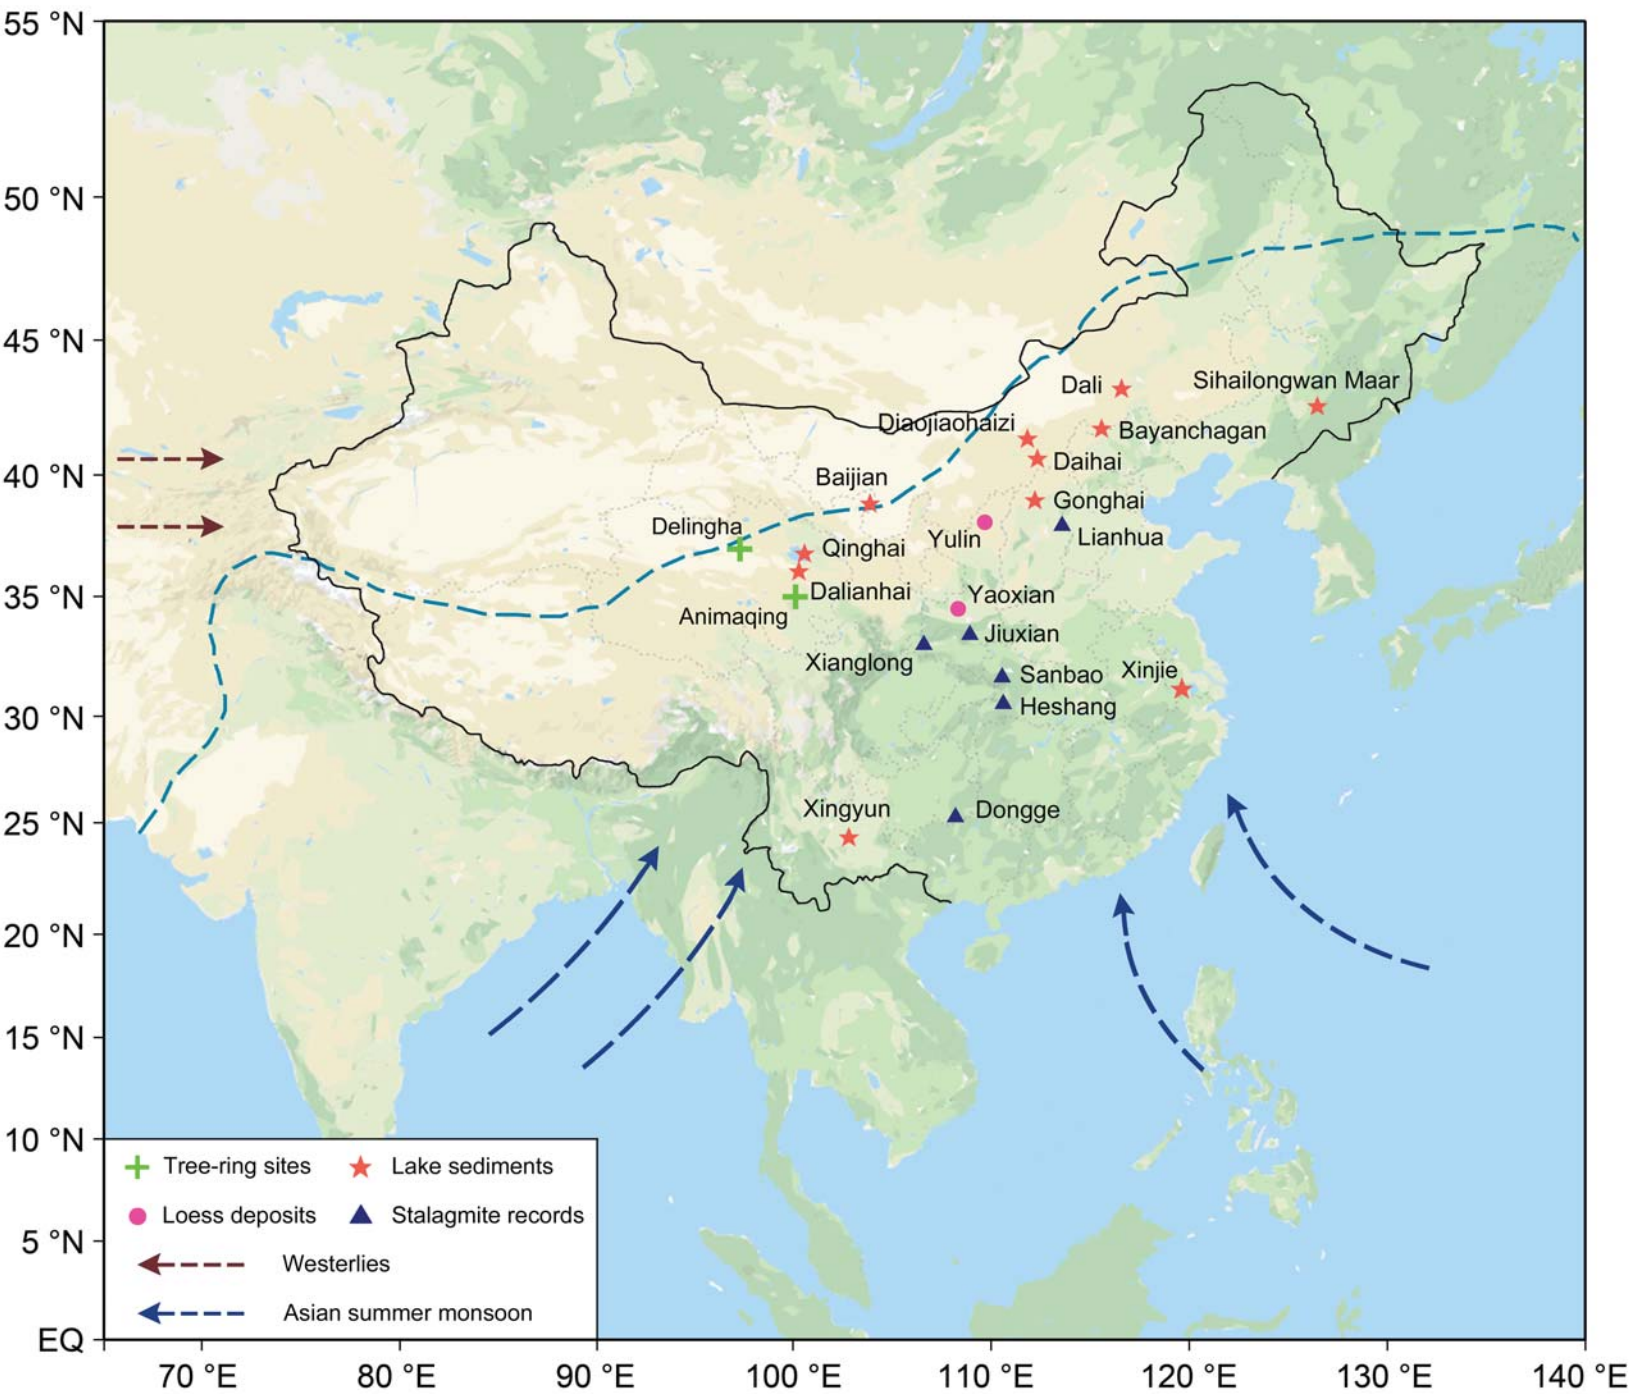 55 °N
50 °N
45 °N
40 °N
35 °N
30 °N
25 °N
20 °N
15 °N
10 °N
5 °N
EQ
Dali
Sihailongwan Maar
Diaojiaohaizi
Bayanchagan
Daihai
Baijian
Gonghai
Delingha
Yulin
Lianhua
Qinghai
Dalianhai
Yaoxian
Animaqing
Jiuxian
Xianglong
Sanbao
Xinjie
Heshang
Xingyun
Dongge
Tree-ring sites
Lake sediments
Loess deposits
Stalagmite records
Westerlies
Asian summer monsoon
70 °E
80 °E
90 °E
100 °E
110 °E
120 °E
130 °E
140 °E